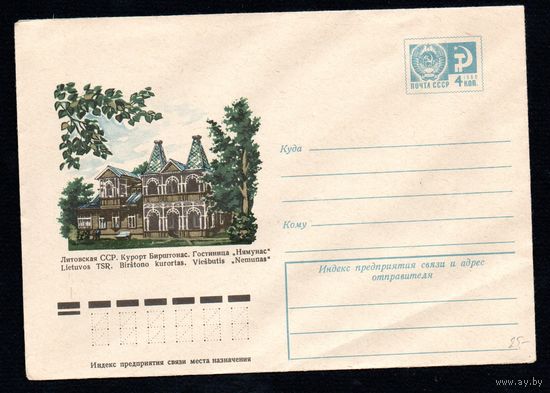 1966
ПОЧТА СССР
4 КОП.
Куда
Кому
Литовская ССР. Курорт Бирштонас. Гостиница „Нямунас"
Lietuvos TSR. Birštono kurortas. Viešbutis „Nemunas"
Индекс предприятия связи и адрес
отправителя
Индекс предприятия связи места назначения
25-
www.ay.by